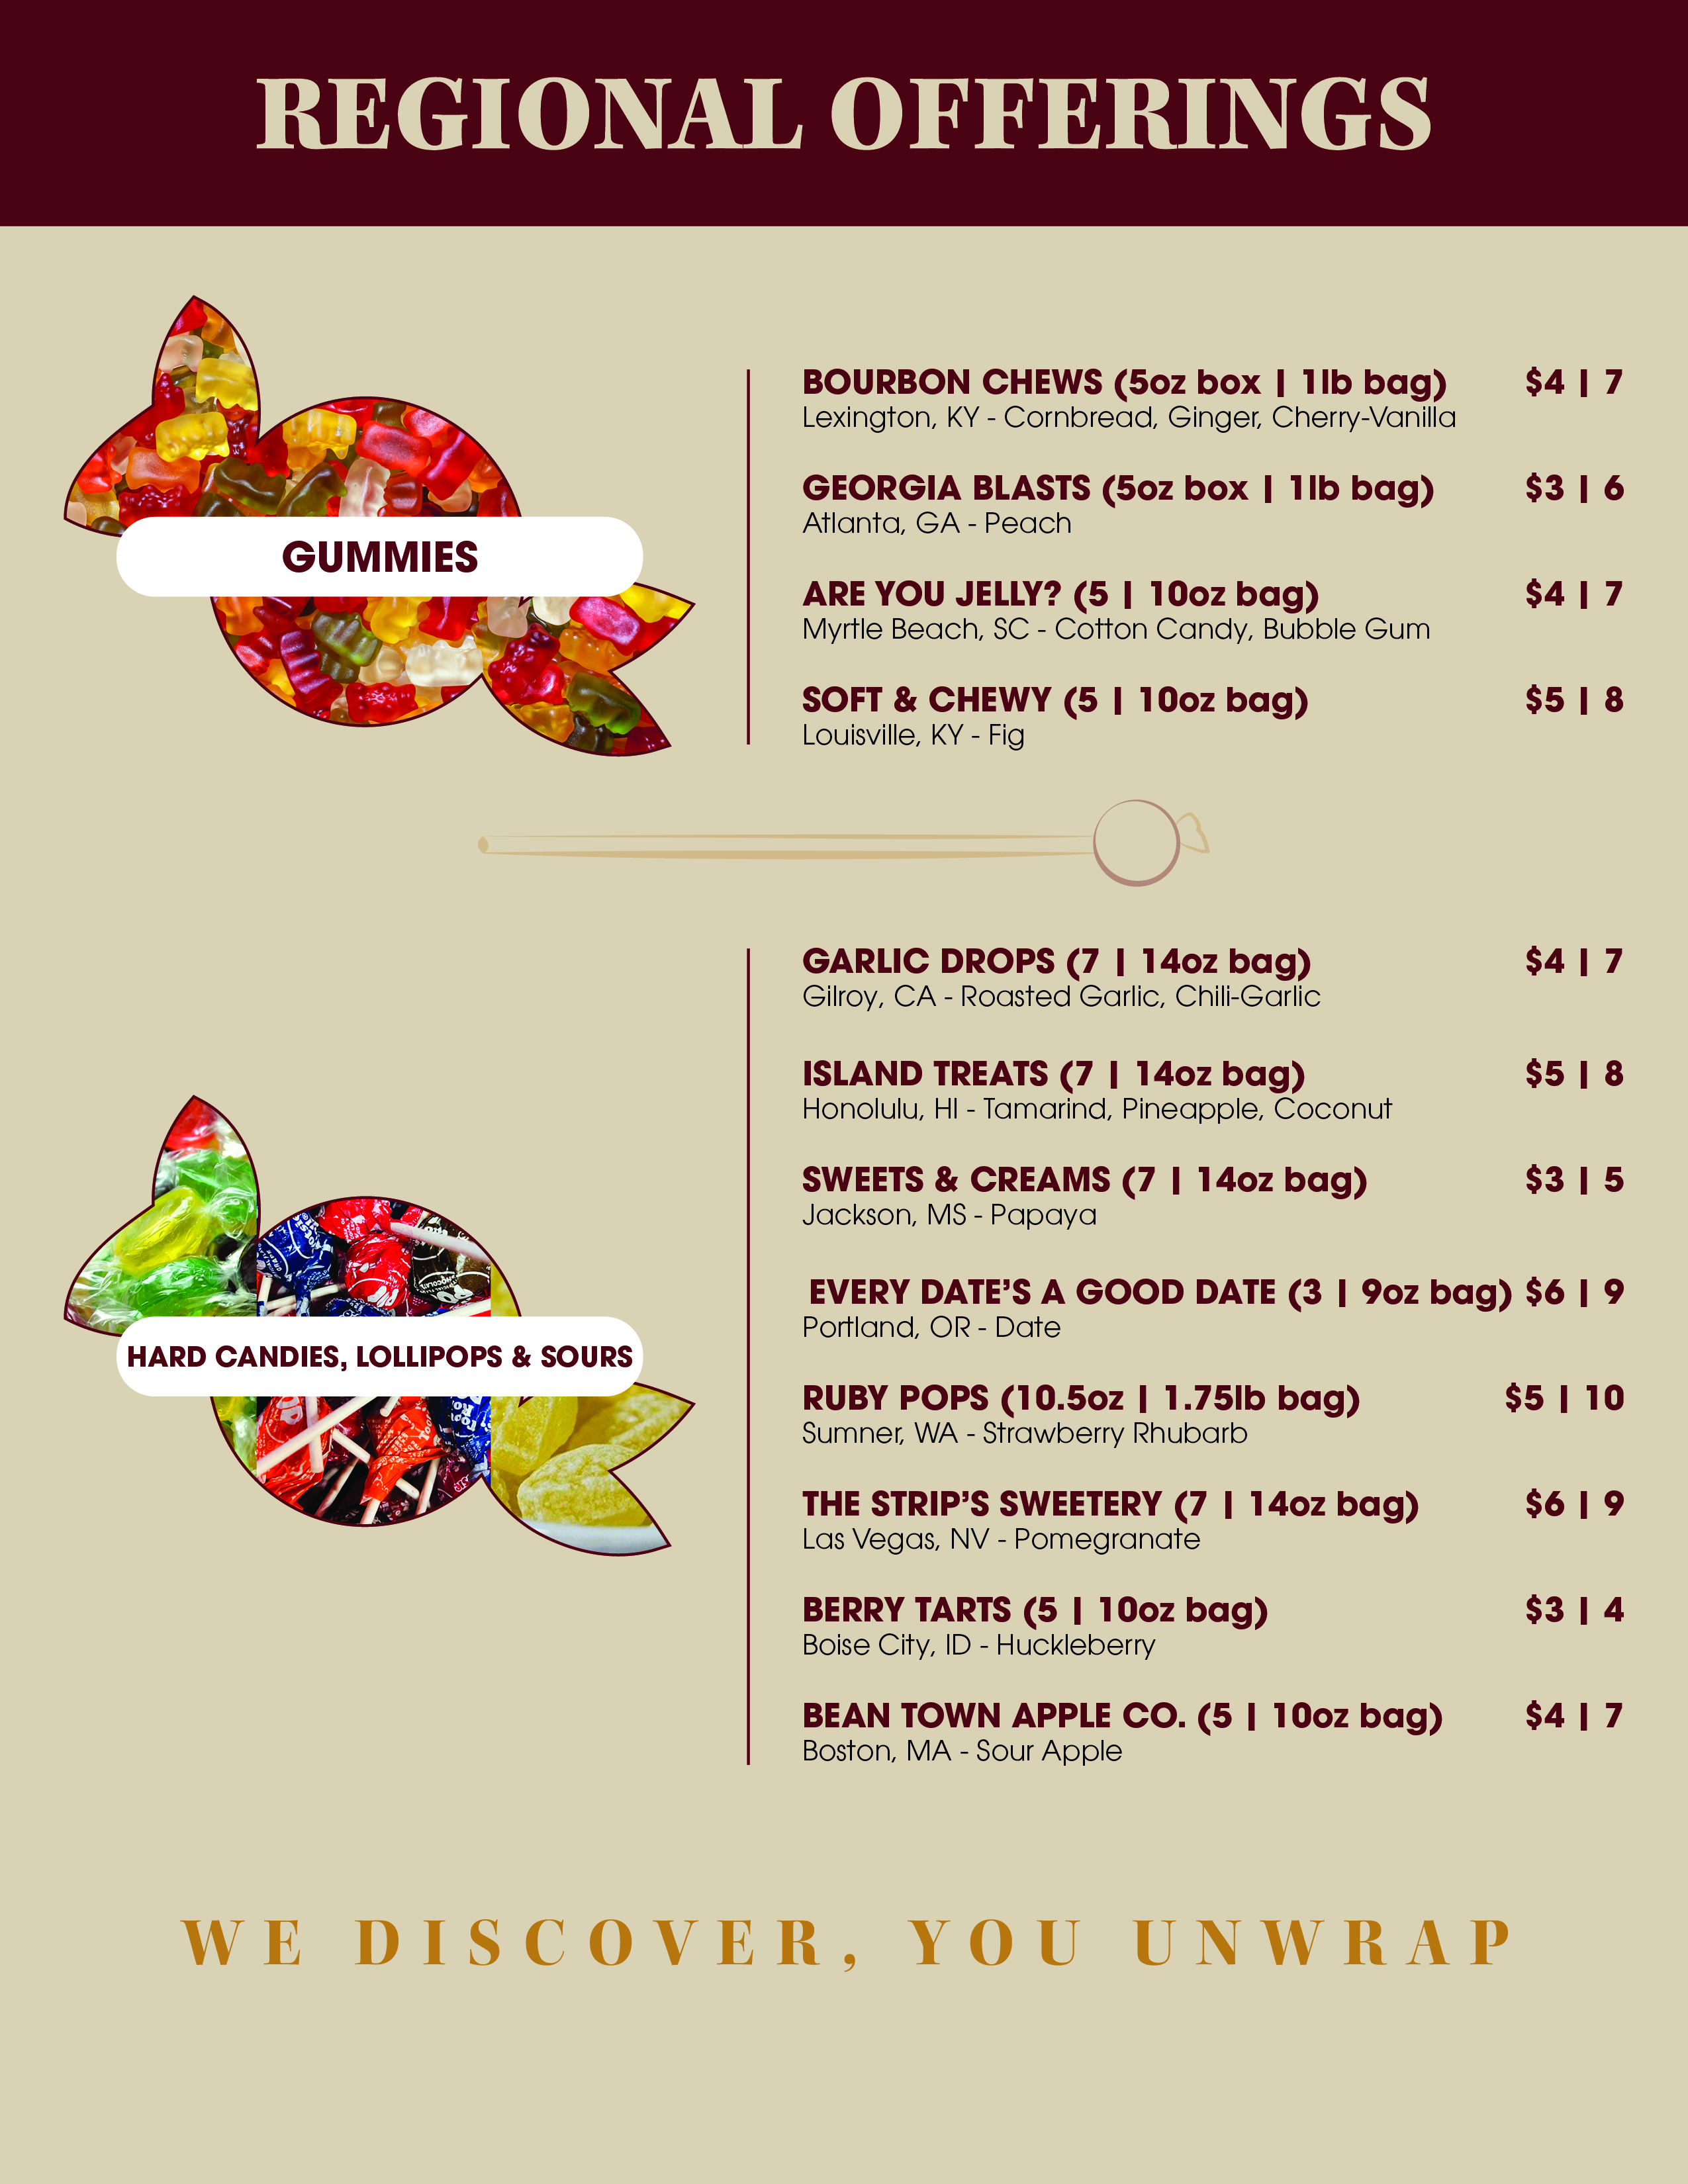 REGIONAL OFFERINGS
GUMMIES
BOURBON CHEWS (5oz box | 1lb bag) $4 | 7
Lexington, KY - Cornbread, Ginger, Cherry-Vanilla
GEORGIA BLASTS (5oz box | 1lb bag) $3 | 6
Atlanta, GA - Peach
ARE YOU JELLY? (5 | 10oz bag) $4 | 7
Myrtle Beach, SC - Cotton Candy, Bubble Gum
SOFT & CHEWY (5 | 10oz bag) $5 | 8
Louisville, KY - Fig
HARD CANDIES, LOLLIPOPS & SOURS
GARLIC DROPS (7 | 14oz bag) $4 | 7
Gilroy, CA - Roasted Garlic, Chili-Garlic
ISLAND TREATS (7 | 14oz bag) $5 | 8
Honolulu, HI - Tamarind, Pineapple, Coconut
SWEETS & CREAMS (7 | 14oz bag) $3 | 5
Jackson, MS - Papaya
EVERY DATE’S A GOOD DATE (3 | 9oz bag) $6 | 9
Portland, OR - Date
RUBY POPS (10.5oz | 1.75lb bag) $5 | 10
Sumner, WA - Strawberry Rhubarb
THE STRIP’S SWEETERY (7 | 14oz bag) $6 | 9
Las Vegas, NV - Pomegranate
BERRY TARTS (5 | 10oz bag) $3 | 4
Boise City, ID - Huckleberry
BEAN TOWN APPLE CO. (5 | 10oz bag) $4 | 7
Boston, MA - Sour Apple
WE DISCOVER, YOU UNWRAP